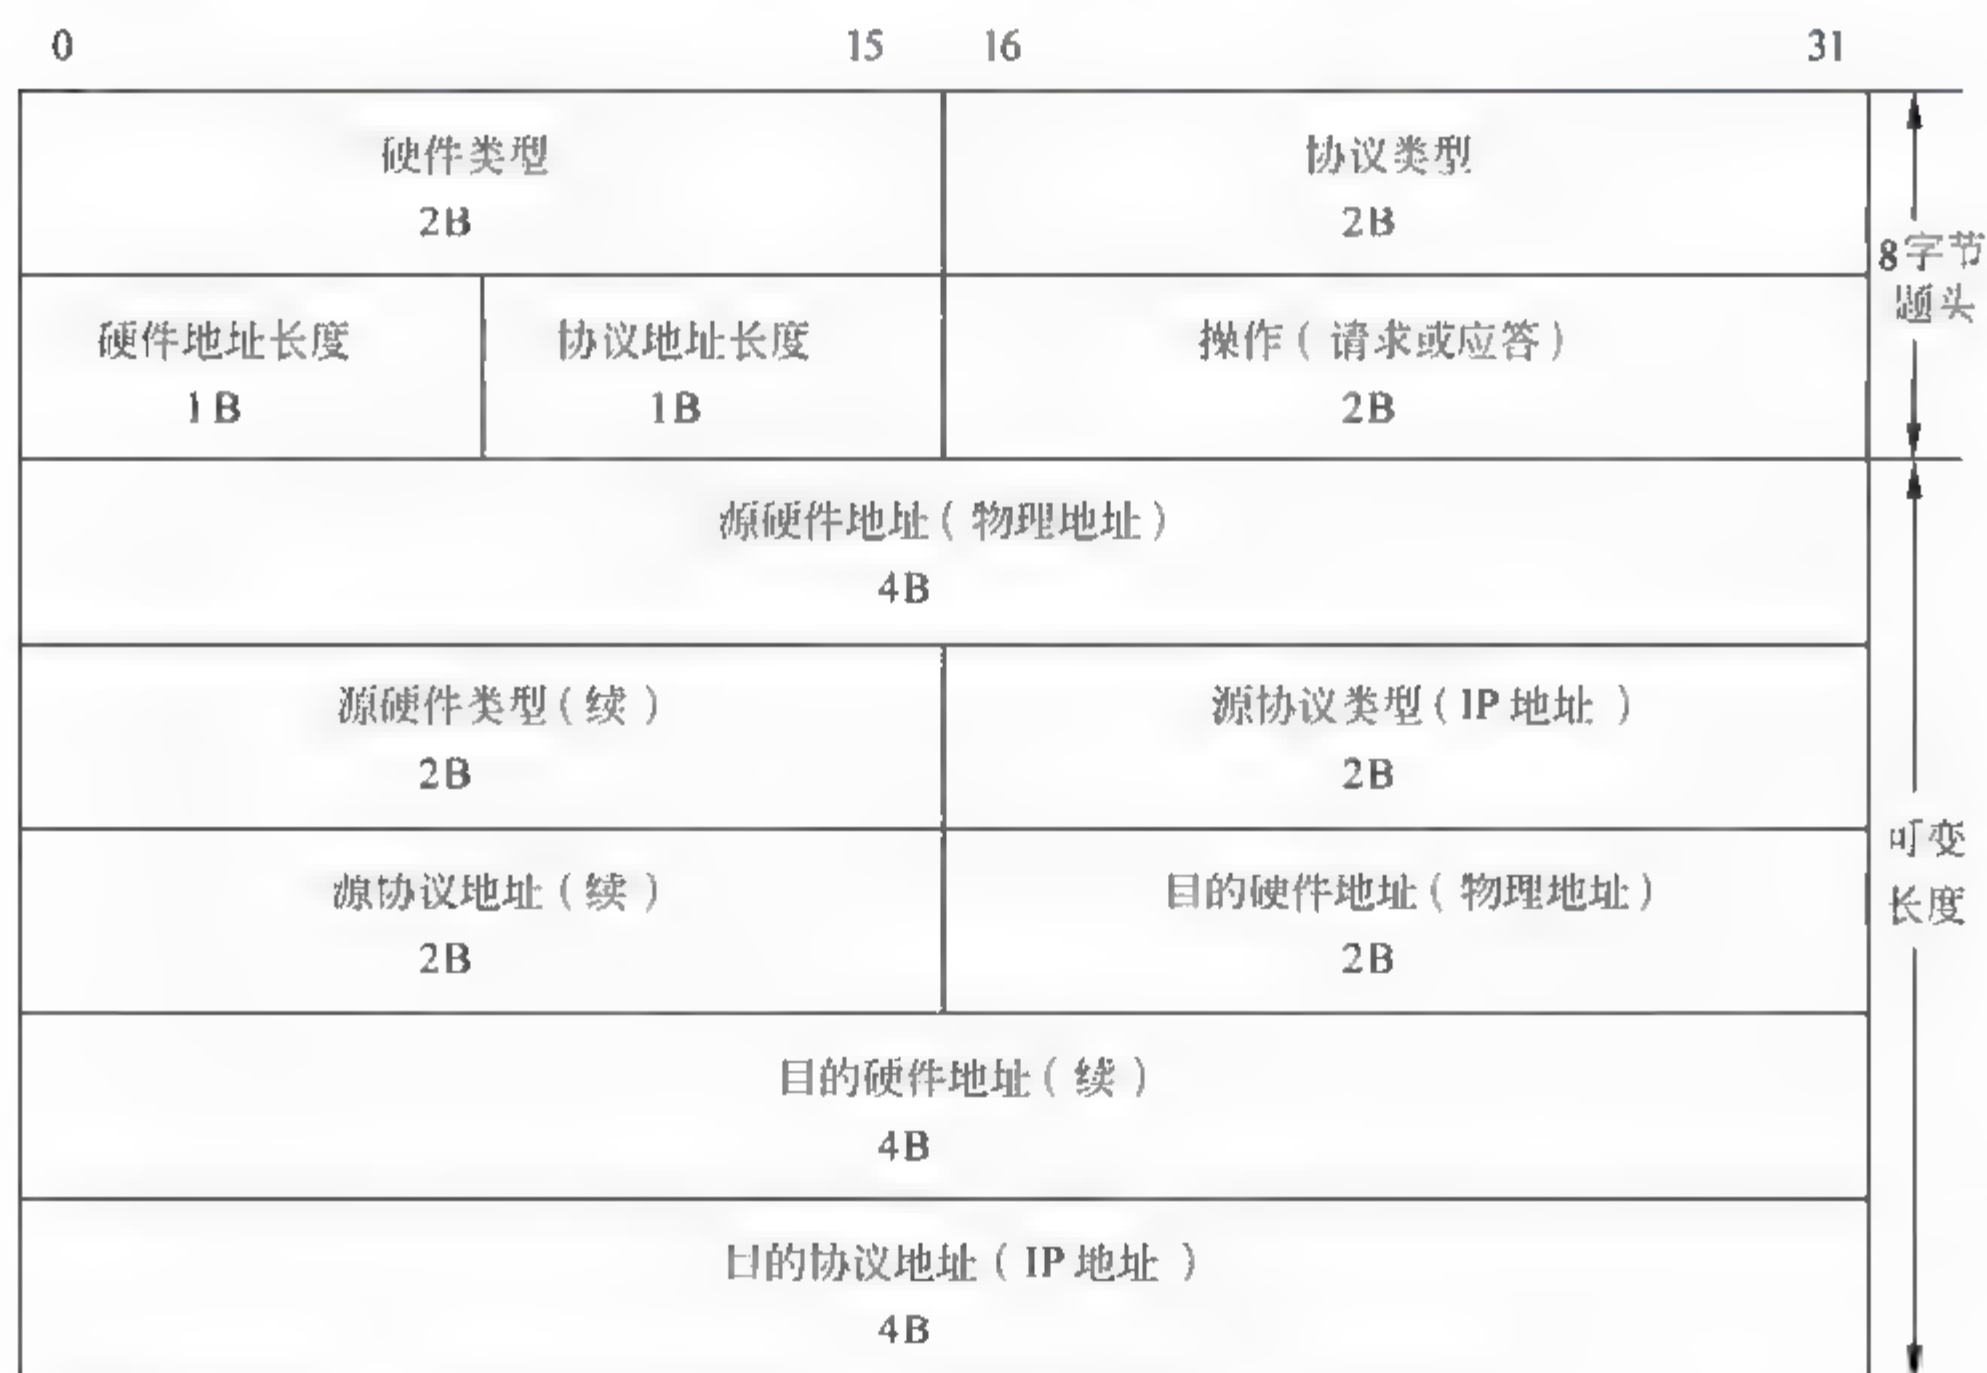 0 15 16 31
硬件类型 协议类型
2B 2B
8字节
题头
硬件地址长度 协议地址长度 操作(请求或应答)
1B 1B 2B
源硬件地址(物理地址)
4B
源硬件类型(续) 源协议类型(IP地址)
2B 2B
可变
长度
源协议地址(续) 目的硬件地址(物理地址)
2B 2B
目的硬件地址(续)
4B
目的协议地址(IP地址)
4B